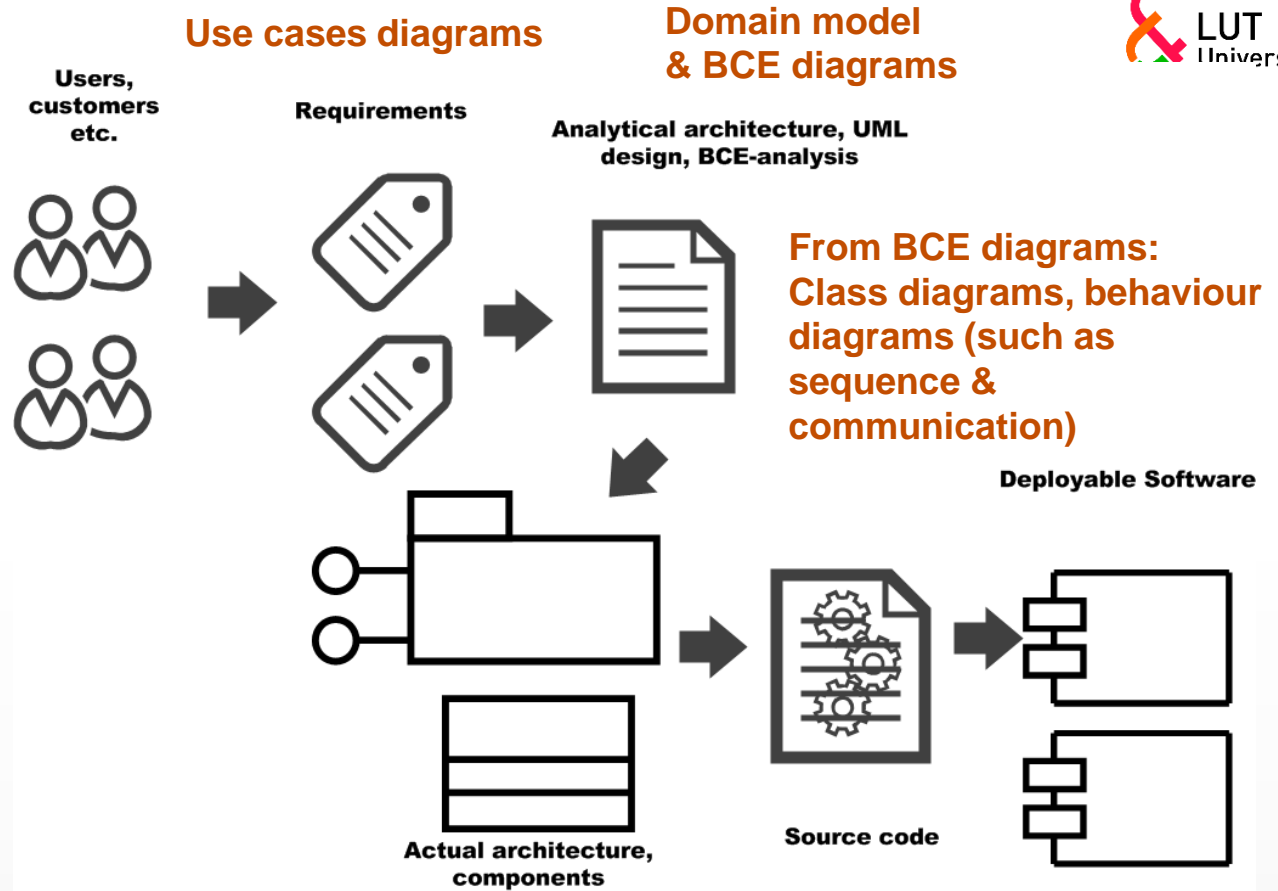 Use cases diagrams
Domain model
& BCE diagrams
LUT
Users,
customers
etc.
Requirements
Analytical architecture, UML
design, BCE-analysis
From BCE diagrams:
Class diagrams, behaviour
diagrams (such as
sequence &
communication)
Deployable Software
Actual architecture,
components
Source code